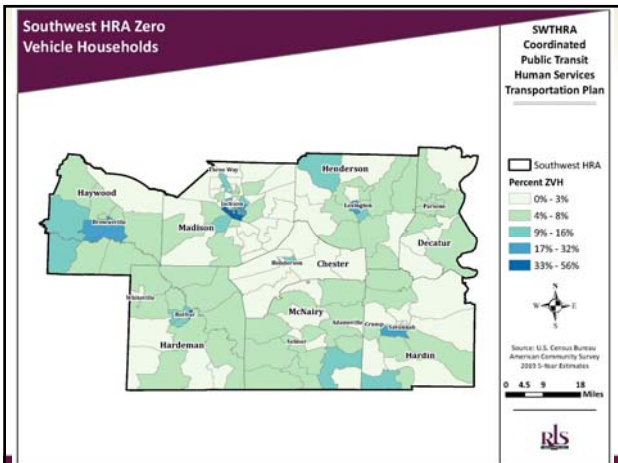 Southwest HRA Zero
Vehicle Households
SWTHRA
Coordinated
Public Transit
Human Services
Transportation Plan
Southwest HRA
Percent ZVH
0% - 3%
4% - 8%
9% - 16%
17% - 32%
33% - 56%
N
W
E
S
Source: U.S. Census Bureau
American Community Survey
2019 5-Year Estimates
0 4.5 9 18
Miles
RLS
Three Way
Henderson
Haywood
Jackson
Lexington
Parsons
Brownsville
Madison
Decatur
Henderson
Chester
Whiteville
Bolivar
McNairy
Adamsville
Crump
Savannah
Hardeman
Selmer
Hardin